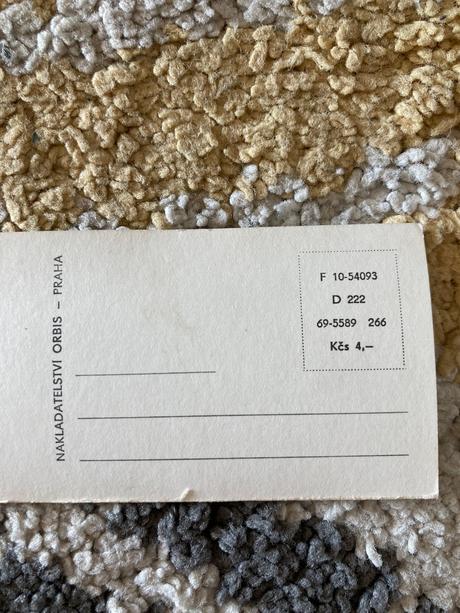 NAKLADATELSTVÍ ORBIS – PRAHA
F 10-54093
D 222
69-5589 266
Kčs 4,–